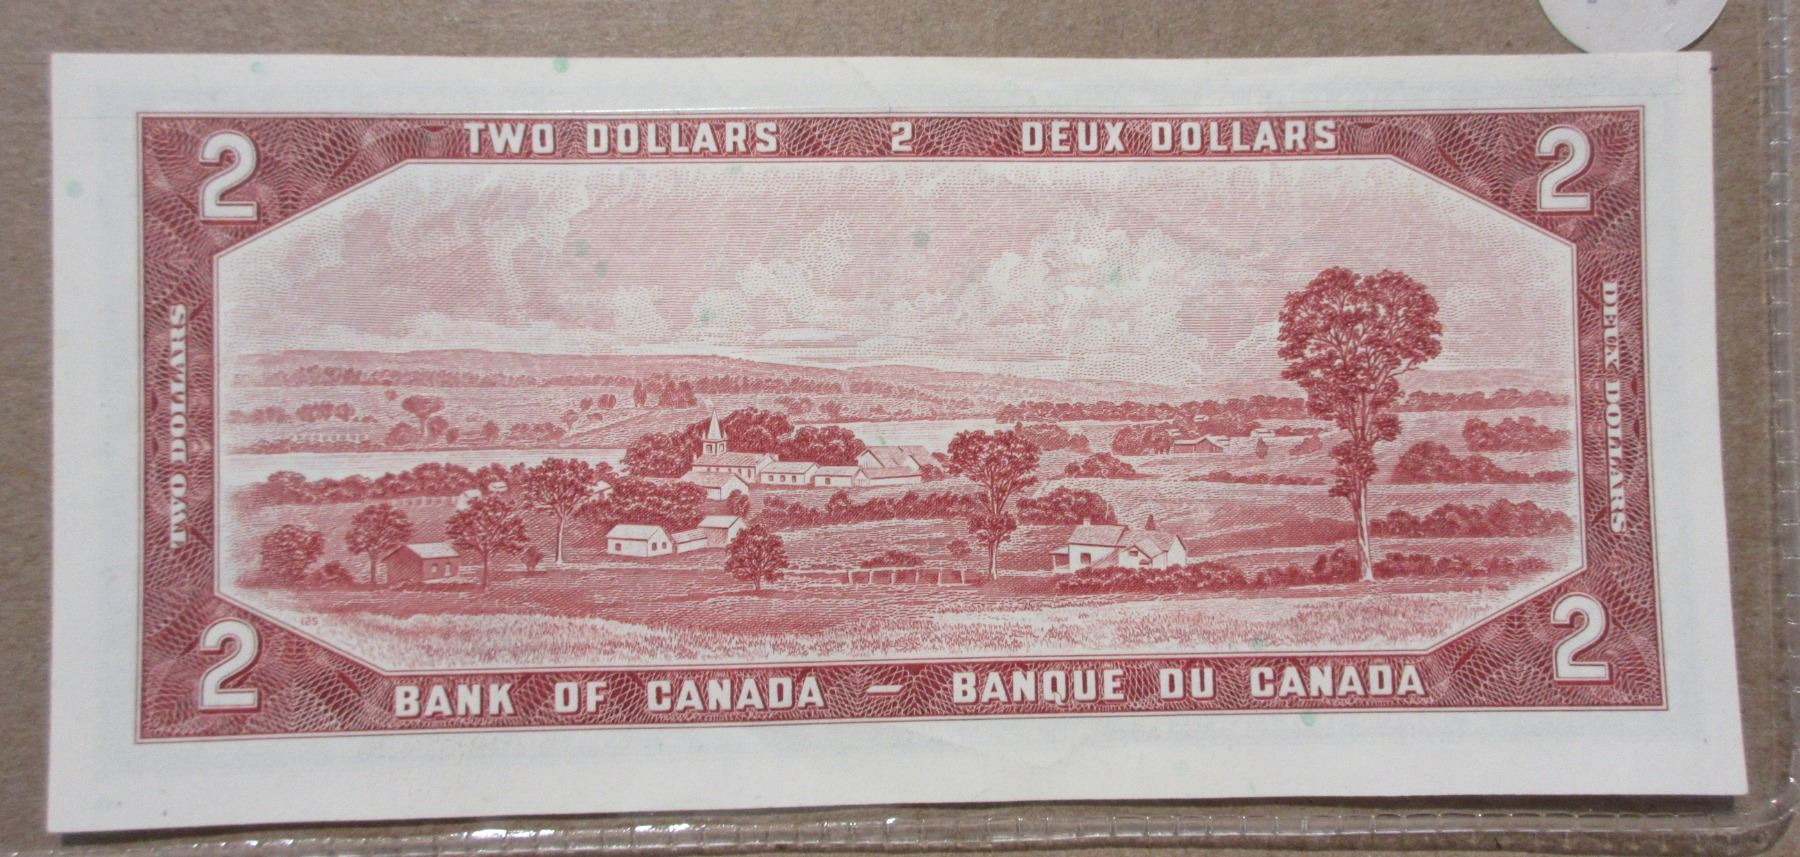 TWO DOLLARS 2 DEUX DOLLARS
2 2
TWO DOLLARS
DEUX DOLLARS
125
2 2
BANK OF CANADA – BANQUE DU CANADA